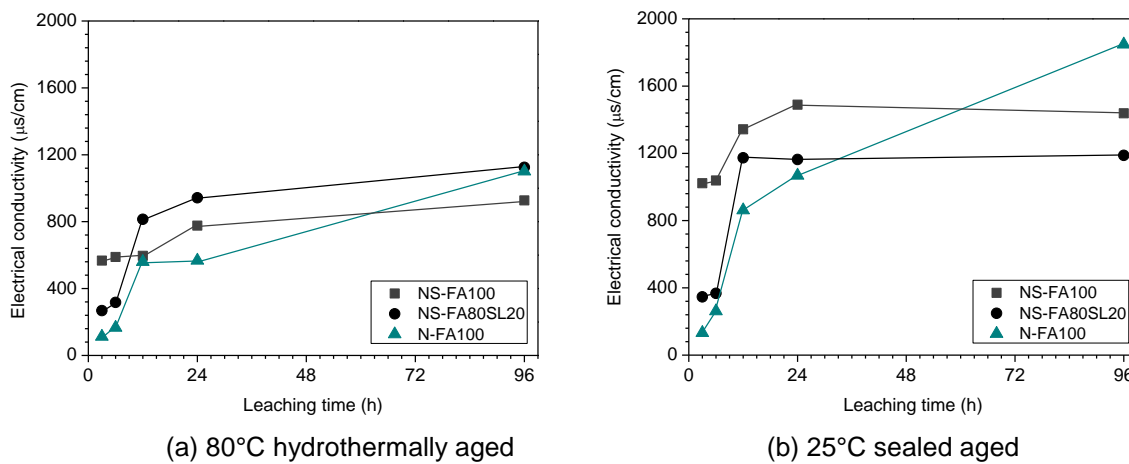 2000
1600
1200
800
400
0
Electrical conductivity (μs/cm)
NS-FA100
NS-FA80SL20
N-FA100
0 24 48 72 96
Leaching time (h)
(a) 80°C hydrothermally aged
2000
1600
1200
800
400
0
Electrical conductivity (μs/cm)
NS-FA100
NS-FA80SL20
N-FA100
0 24 48 72 96
Leaching time (h)
(b) 25°C sealed aged